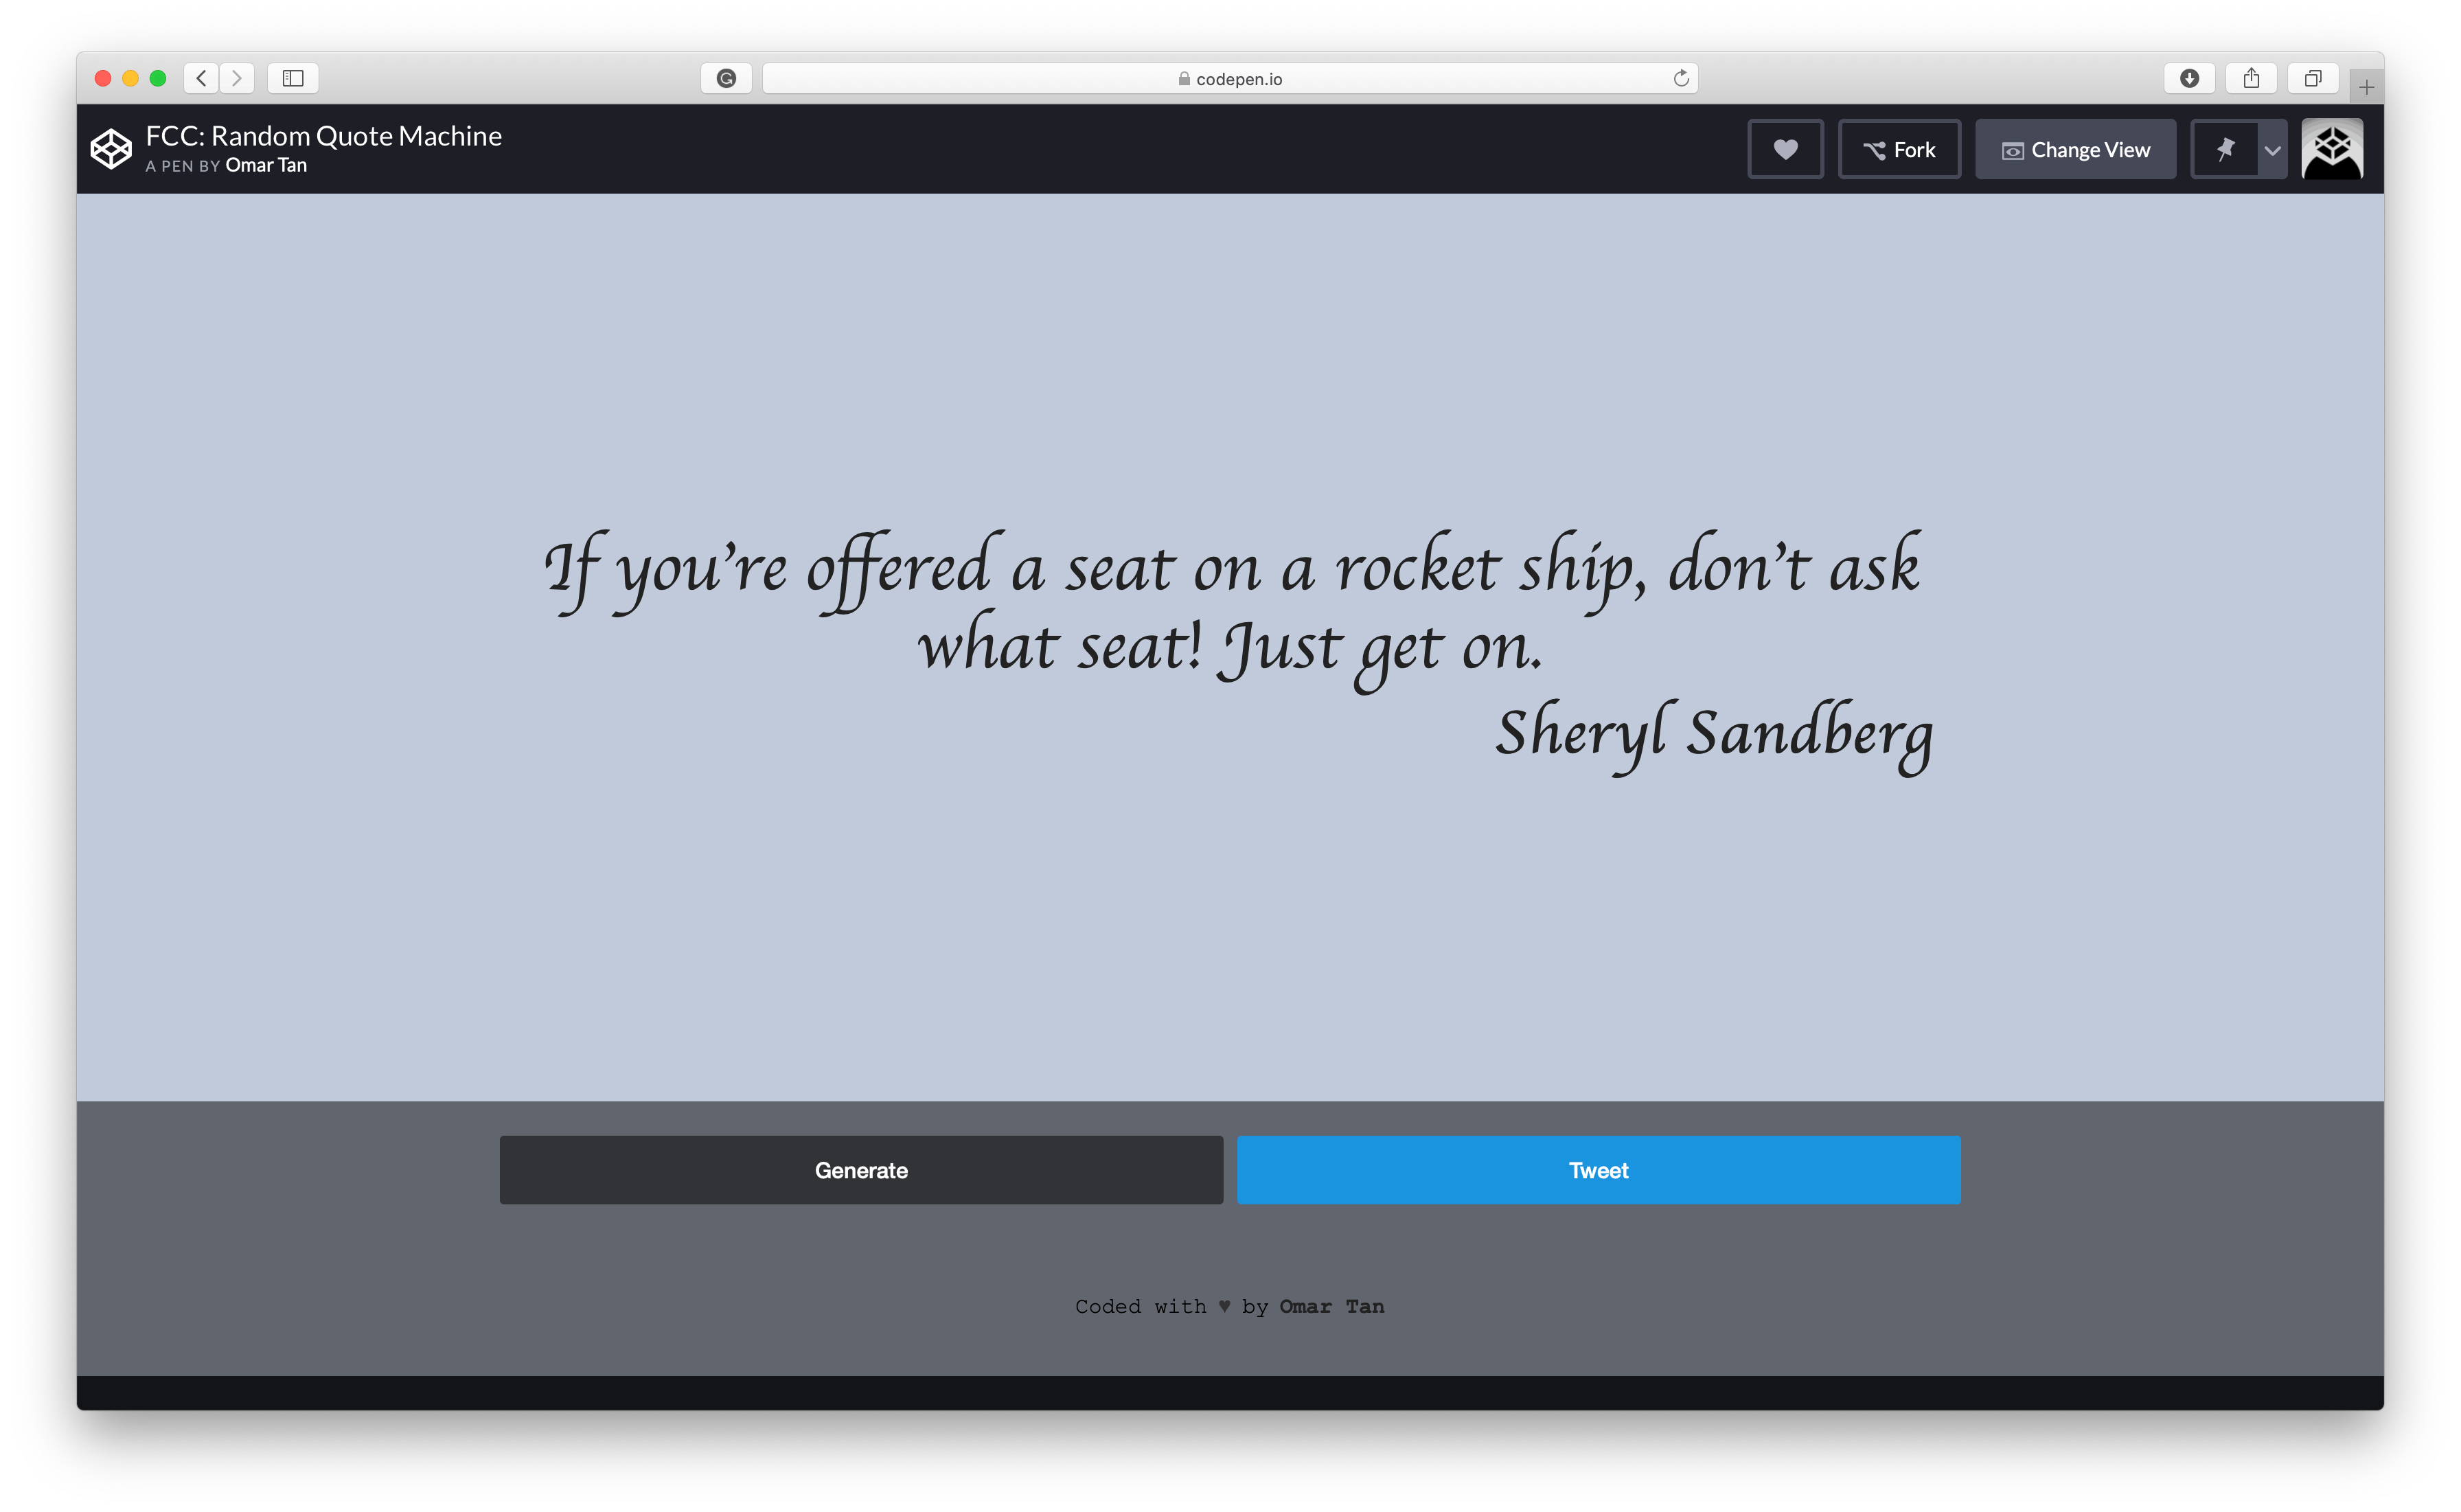 codepen.io
FCC: Random Quote Machine
A PEN BY Omar Tan
Fork
Change View
If you're offered a seat on a rocket ship, don't ask
what seat! Just get on.
Sheryl Sandberg
Generate
Tweet
Coded with ♥ by Omar Tan